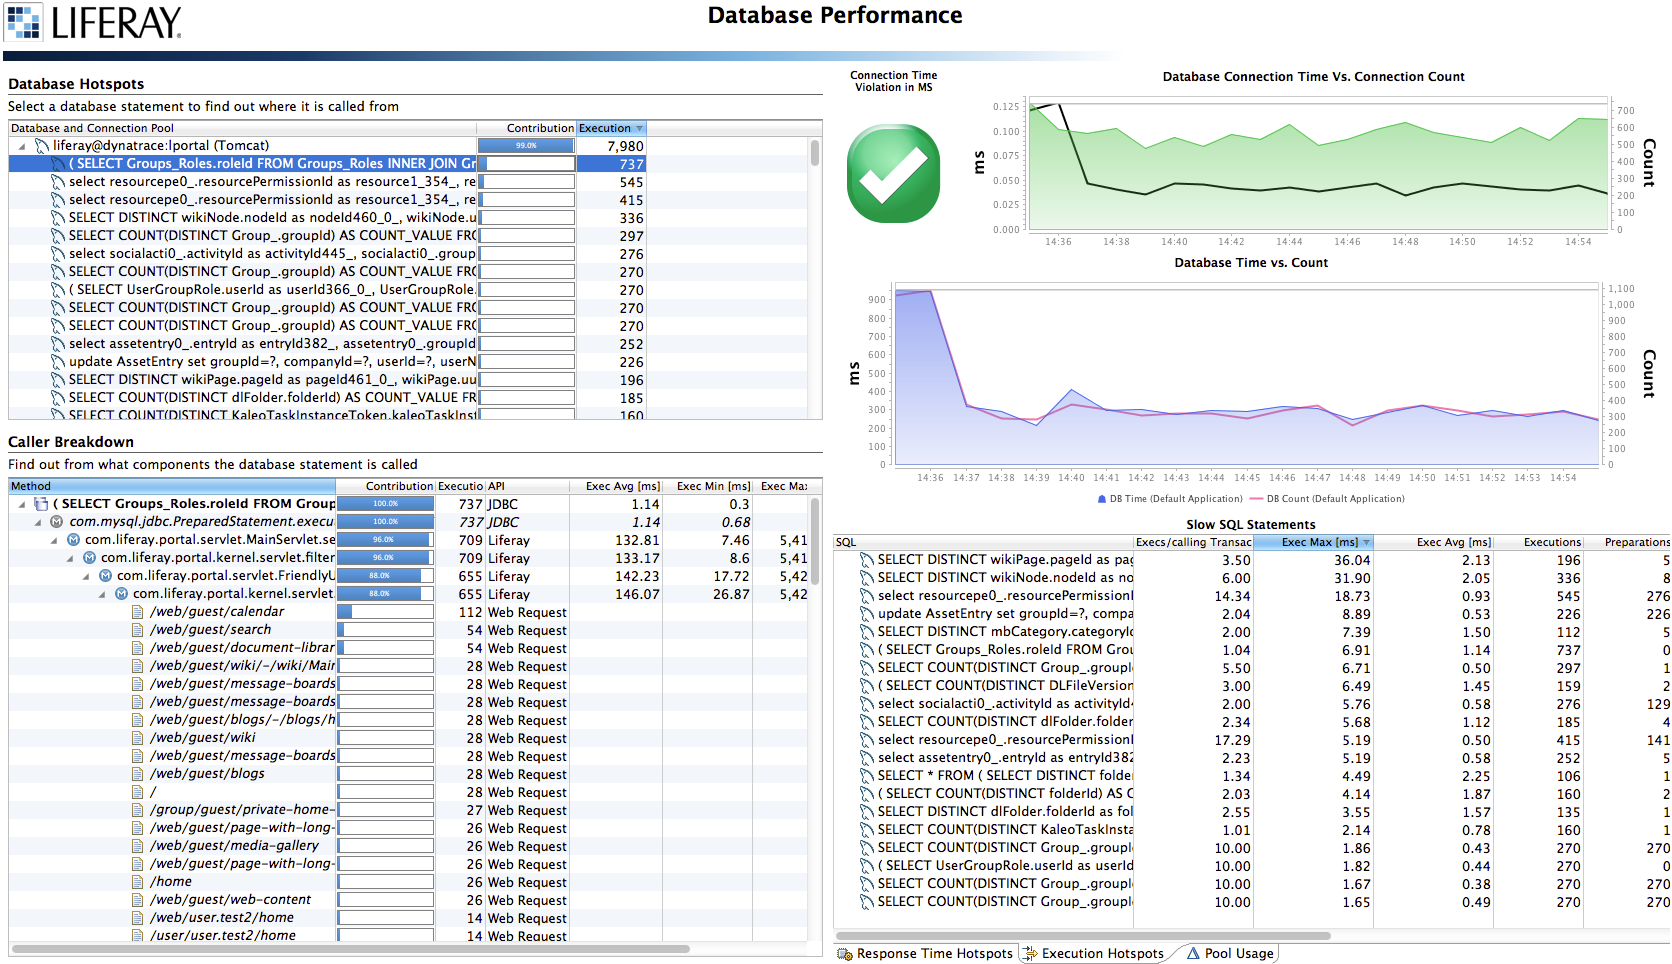 LIFERAY.
Database Performance
Database Hotspots
Select a database statement to find out where it is called from
Database and Connection Pool Contribution Execution
liferay@dynatrace:lportal (Tomcat) 99.0% 7,980
( SELECT Groups_Roles.roleId FROM Groups_Roles INNER JOIN Gr 737
select resourcepe0_.resourcePermissionId as resource1_354_, re 545
select resourcepe0_.resourcePermissionId as resource1_354_, re 415
SELECT DISTINCT wikiNode.nodeId as nodeId460_0_, wikiNode.u 336
SELECT COUNT(DISTINCT Group_.groupId) AS COUNT_VALUE FRO 297
select socialacti0_.activityId as activityId445_, socialacti0_.group 276
SELECT COUNT(DISTINCT Group_.groupId) AS COUNT_VALUE FRO 270
( SELECT UserGroupRole.userId as userId366_0_, UserGroupRole. 270
SELECT COUNT(DISTINCT Group_.groupId) AS COUNT_VALUE FRO 270
SELECT COUNT(DISTINCT Group_.groupId) AS COUNT_VALUE FRO 270
select assetentry0_.entryId as entryId382_, assetentry0_.groupId 252
update AssetEntry set groupId=?, companyId=?, userId=?, userN 226
SELECT DISTINCT wikiPage.pageId as pageId461_0_, wikiPage.uu 196
SELECT COUNT(DISTINCT dlFolder.folderId) AS COUNT_VALUE FR 185
SELECT COUNT(DISTINCT KaleoTaskInstanceToken.kaleoTaskInst 160
Caller Breakdown
Find out from what components the database statement is called
Method Contribution Executio API Exec Avg [ms] Exec Min [ms] Exec Max
( SELECT Groups_Roles.roleId FROM Group 100.0% 737 JDBC 1.14 0.3
com.mysql.jdbc.PreparedStatement.execu 100.0% 737 JDBC 1.14 0.68
com.liferay.portal.servlet.MainServlet.se 96.0% 709 Liferay 132.81 7.46 5,41
com.liferay.portal.kernel.servlet.filter 96.0% 709 Liferay 133.17 8.6 5,42
com.liferay.portal.servlet.FriendlyU 88.0% 655 Liferay 142.23 17.72 5,42
com.liferay.portal.kernel.servlet. 88.0% 655 Liferay 146.07 26.87 5,42
/web/guest/calendar 112 Web Request
/web/guest/search 54 Web Request
/web/guest/document-librar 54 Web Request
/web/guest/wiki/-/wiki/Mair 28 Web Request
/web/guest/message-boards 28 Web Request
/web/guest/message-boards 28 Web Request
/web/guest/blogs/-/blogs/h 28 Web Request
/web/guest/wiki 28 Web Request
/web/guest/message-boards 28 Web Request
/web/guest/blogs 28 Web Request
/ 28 Web Request
/group/guest/private-home- 27 Web Request
/web/guest/page-with-long- 26 Web Request
/web/guest/media-gallery 26 Web Request
/web/guest/page-with-long- 26 Web Request
/home 26 Web Request
/web/guest/web-content 26 Web Request
/web/user.test2/home 14 Web Request
/user/user.test2/home 14 Web Request
Connection Time
Violation in MS
Database Connection Time Vs. Connection Count
ms
0.125
0.100
0.075
0.050
0.025
0.000
700
600
500
400
300
200
100
0
Count
14:36 14:38 14:40 14:42 14:44 14:46 14:48 14:50 14:52 14:54
Database Time vs. Count
ms
900
800
700
600
500
400
300
200
100
0
1,100
1,000
900
800
700
600
500
400
300
200
100
0
Count
14:36 14:37 14:38 14:39 14:40 14:41 14:42 14:43 14:44 14:45 14:46 14:47 14:48 14:49 14:50 14:51 14:52 14:53 14:54
DB Time (Default Application) DB Count (Default Application)
Slow SQL Statements
SQL Execs/calling Transac Exec Max [ms] Exec Avg [ms] Executions Preparations
SELECT DISTINCT wikiPage.pageId as pag 3.50 36.04 2.13 196 5
SELECT DISTINCT wikiNode.nodeId as no 6.00 31.90 2.05 336 8
select resourcepe0_.resourcePermissionI 14.34 18.73 0.93 545 276
update AssetEntry set groupId=?, compa 2.04 8.89 0.53 226 226
SELECT DISTINCT mbCategory.categoryIc 2.00 7.39 1.50 112 5
( SELECT Groups_Roles.roleId FROM Grou 1.04 6.91 1.14 737 0
SELECT COUNT(DISTINCT Group_.groupI 5.50 6.71 0.50 297 1
( SELECT COUNT(DISTINCT DLFileVersion 3.00 6.49 1.45 159 2
select socialacti0_.activityId as activityId4 2.00 5.76 0.58 276 129
SELECT COUNT(DISTINCT dlFolder.folder 2.34 5.68 1.12 185 4
select resourcepe0_.resourcePermissionI 17.29 5.19 0.50 415 141
select assetentry0_.entryId as entryId382 2.23 5.19 0.58 252 5
SELECT * FROM ( SELECT DISTINCT folde 1.34 4.49 2.25 106 1
( SELECT COUNT(DISTINCT folderId) AS C 2.03 4.14 1.87 160 2
SELECT DISTINCT dlFolder.folderId as fol 2.55 3.55 1.57 135 1
SELECT COUNT(DISTINCT KaleoTaskInsta 1.01 2.14 0.78 160 1
SELECT COUNT(DISTINCT Group_.groupI 10.00 1.86 0.43 270 270
( SELECT UserGroupRole.userId as userId 10.00 1.82 0.44 270 0
SELECT COUNT(DISTINCT Group_.groupI 10.00 1.67 0.38 270 270
SELECT COUNT(DISTINCT Group_.groupI 10.00 1.65 0.49 270 270
Response Time Hotspots Execution Hotspots Pool Usage